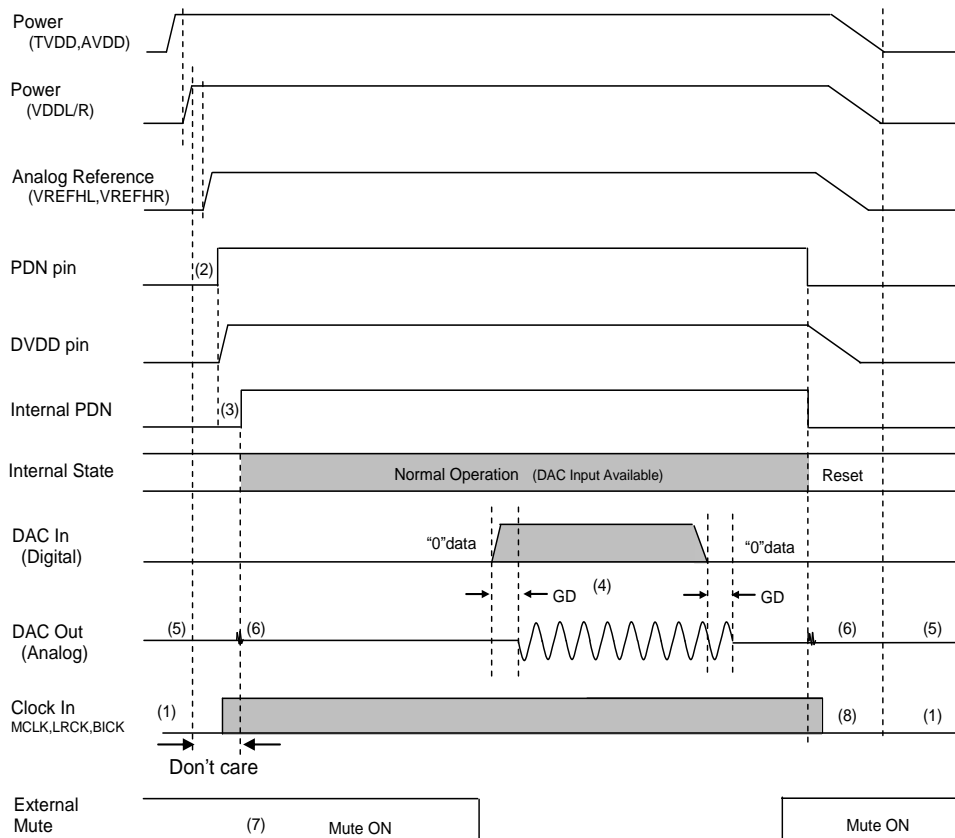 Power
(TVDD,AVDD)
Power
(VDDL/R)
Analog Reference
(VREFHL,VREFHR)
PDN pin
(2)
DVDD pin
Internal PDN
(3)
Internal State
Normal Operation (DAC Input Available)
Reset
DAC In
(Digital)
“0”data
“0”data
GD
(4)
GD
DAC Out
(Analog)
(5)
(6)
(6)
(5)
Clock In
MCLK,LRCK,BICK
(1)
(8)
(1)
Don’t care
External
Mute
(7)
Mute ON
Mute ON